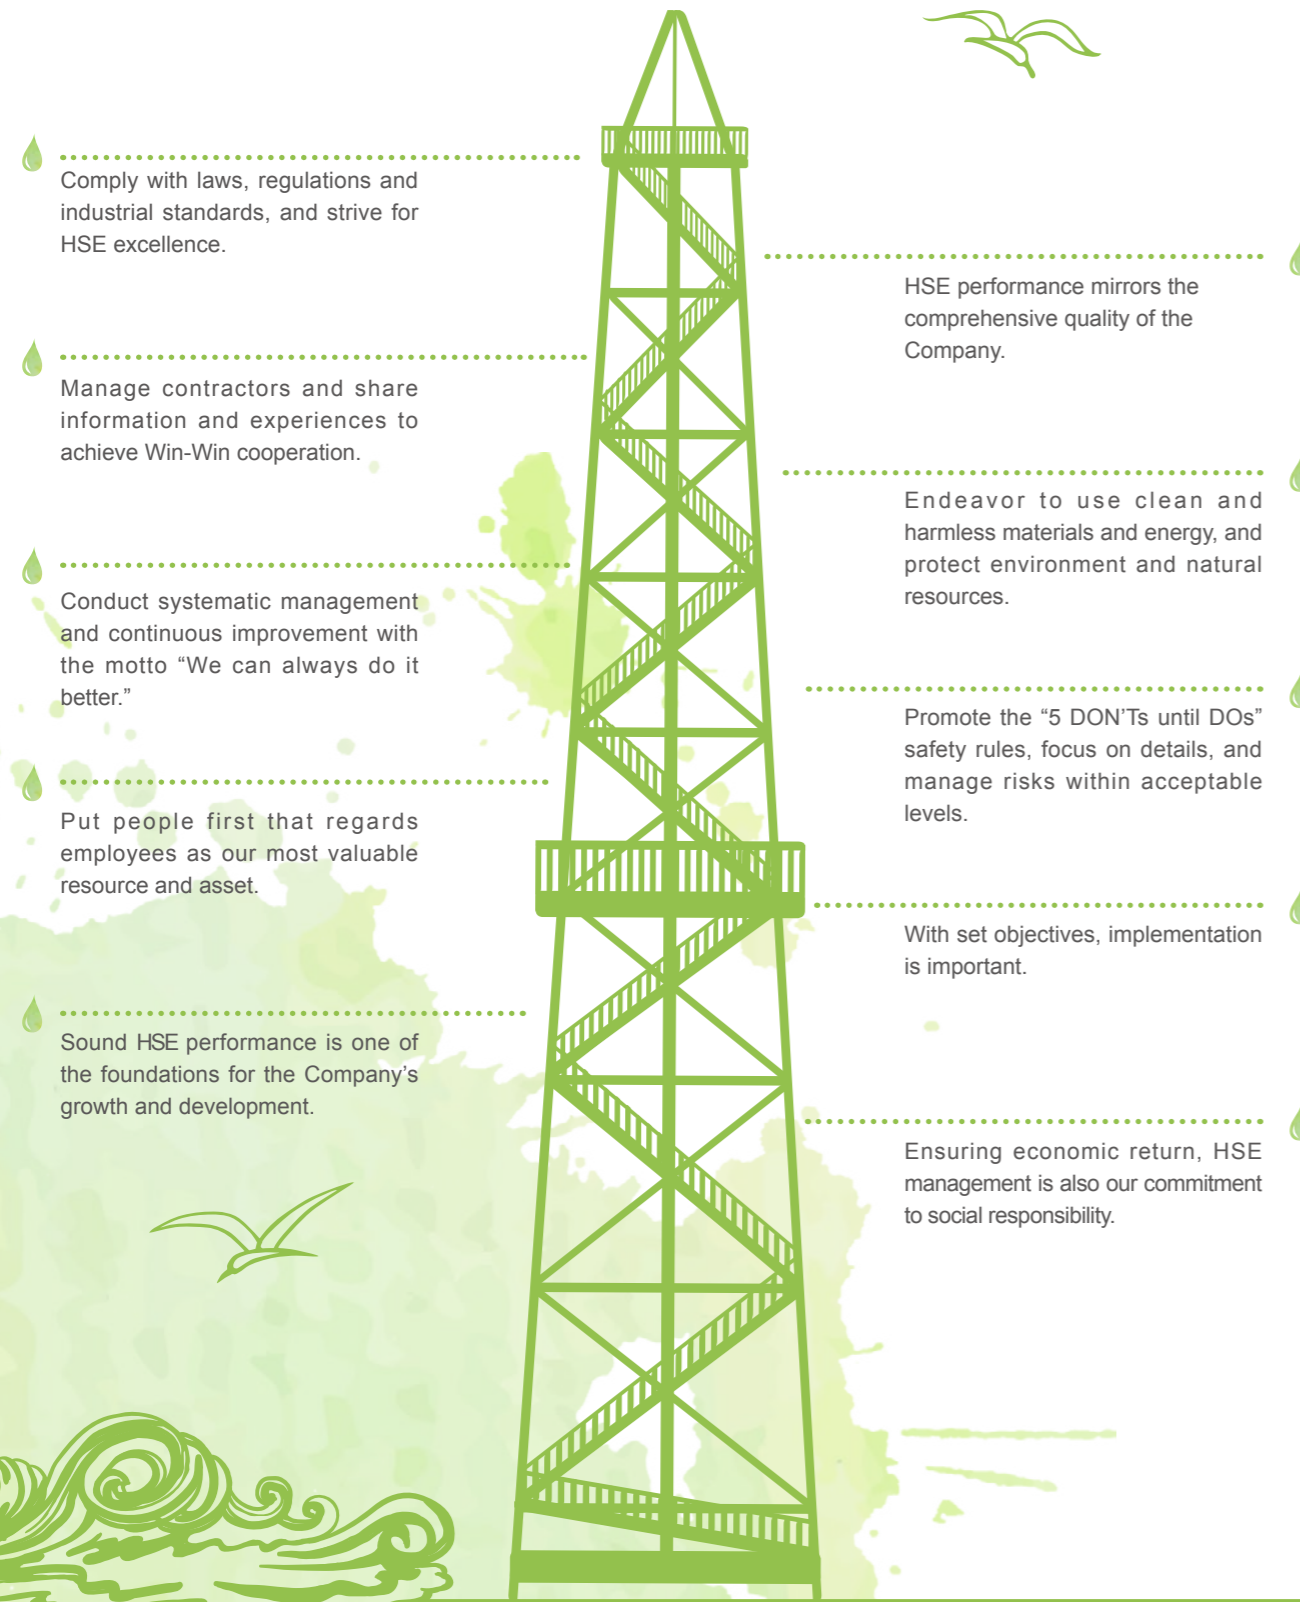 Comply with laws, regulations and
industrial standards, and strive for
HSE excellence.
Manage contractors and share
information and experiences to
achieve Win-Win cooperation.
Conduct systematic management
and continuous improvement with
the motto “We can always do it
better.”
Put people first that regards
employees as our most valuable
resource and asset.
Sound HSE performance is one of
the foundations for the Company’s
growth and development.
HSE performance mirrors the
comprehensive quality of the
Company.
Endeavor to use clean and
harmless materials and energy, and
protect environment and natural
resources.
Promote the “5 DON’Ts until DOs”
safety rules, focus on details, and
manage risks within acceptable
levels.
With set objectives, implementation
is important.
Ensuring economic return, HSE
management is also our commitment
to social responsibility.